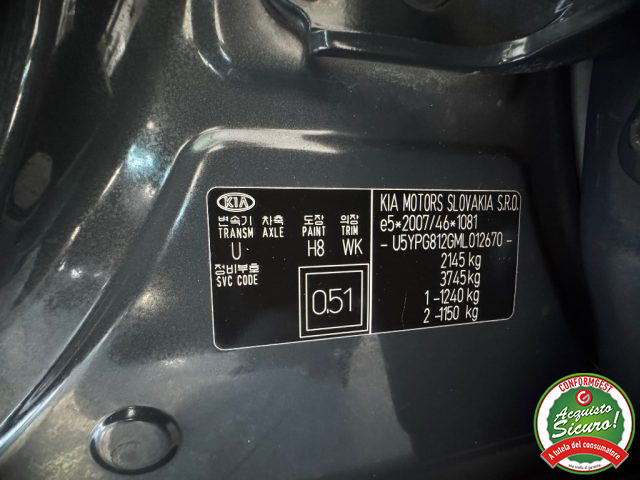 KIA
변속기 차축 도장 의장
TRANSM AXLE PAINT TRIM
U H8 WK
정비부호
SVC CODE
0.51
KIA MOTORS SLOVAKIA S.R.O.
e5*2007/46*1081
- U5YPG812GML012670 -
2145 kg
3745 kg
1 -1240 kg
2 -1150 kg
CONFORMGEST
Acquisto
Sicuro!
A tutela del consumatore